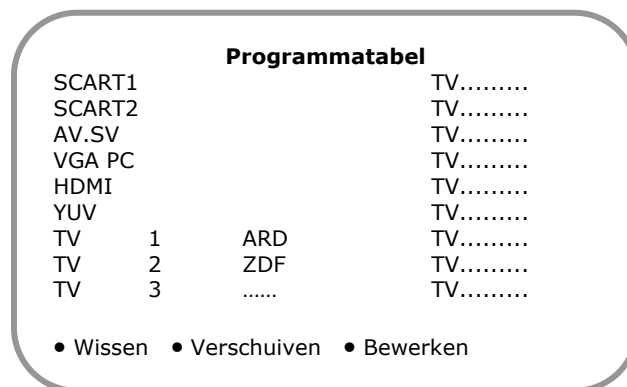 Programmatabel
SCART1 TV.........
SCART2 TV.........
AV.SV TV.........
VGA PC TV.........
HDMI TV.........
YUV TV.........
TV 1 ARD TV.........
TV 2 ZDF TV.........
TV 3 ...... TV.........
• Wissen • Verschuiven • Bewerken